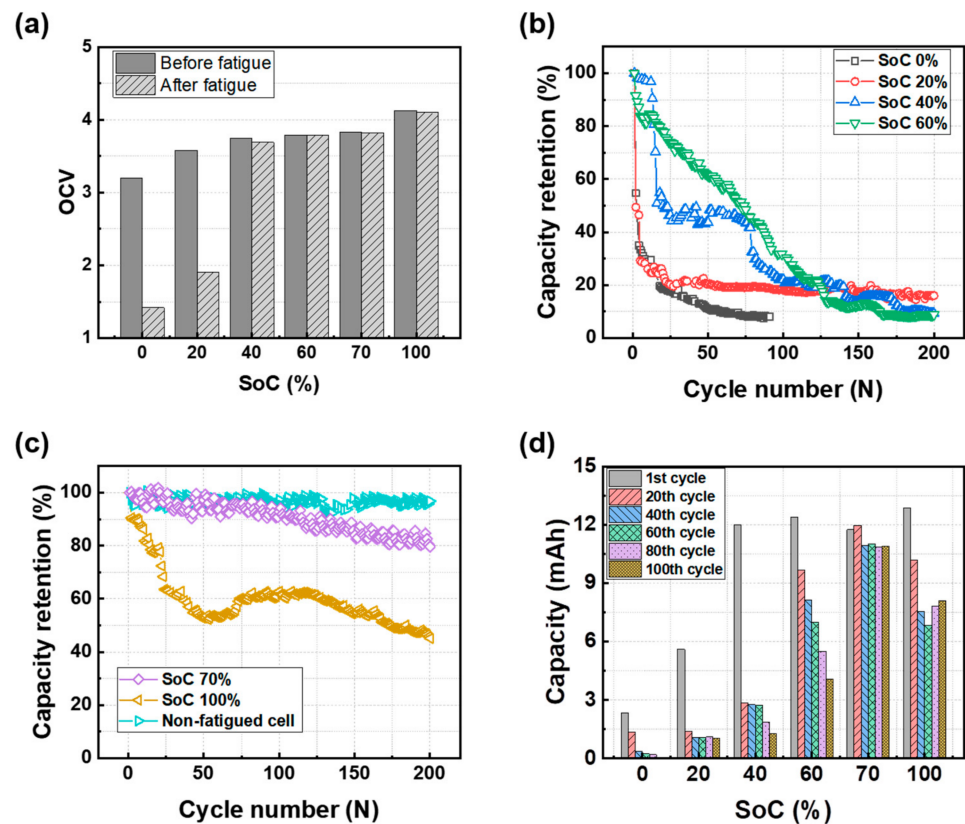 (a)
5
4
3
2
1
OCV
Before fatigue
After fatigue
0 20 40 60 70 100
SoC (%)
(b)
100
80
60
40
20
0
Capacity retention (%)
SoC 0%
SoC 20%
SoC 40%
SoC 60%
0 50 100 150 200
Cycle number (N)
(c)
100
80
60
40
20
0
Capacity retention (%)
SoC 70%
SoC 100%
Non-fatigued cell
0 50 100 150 200
Cycle number (N)
(d)
15
12
9
6
3
0
Capacity (mAh)
1st cycle
20th cycle
40th cycle
60th cycle
80th cycle
100th cycle
0 20 40 60 70 100
SoC (%)